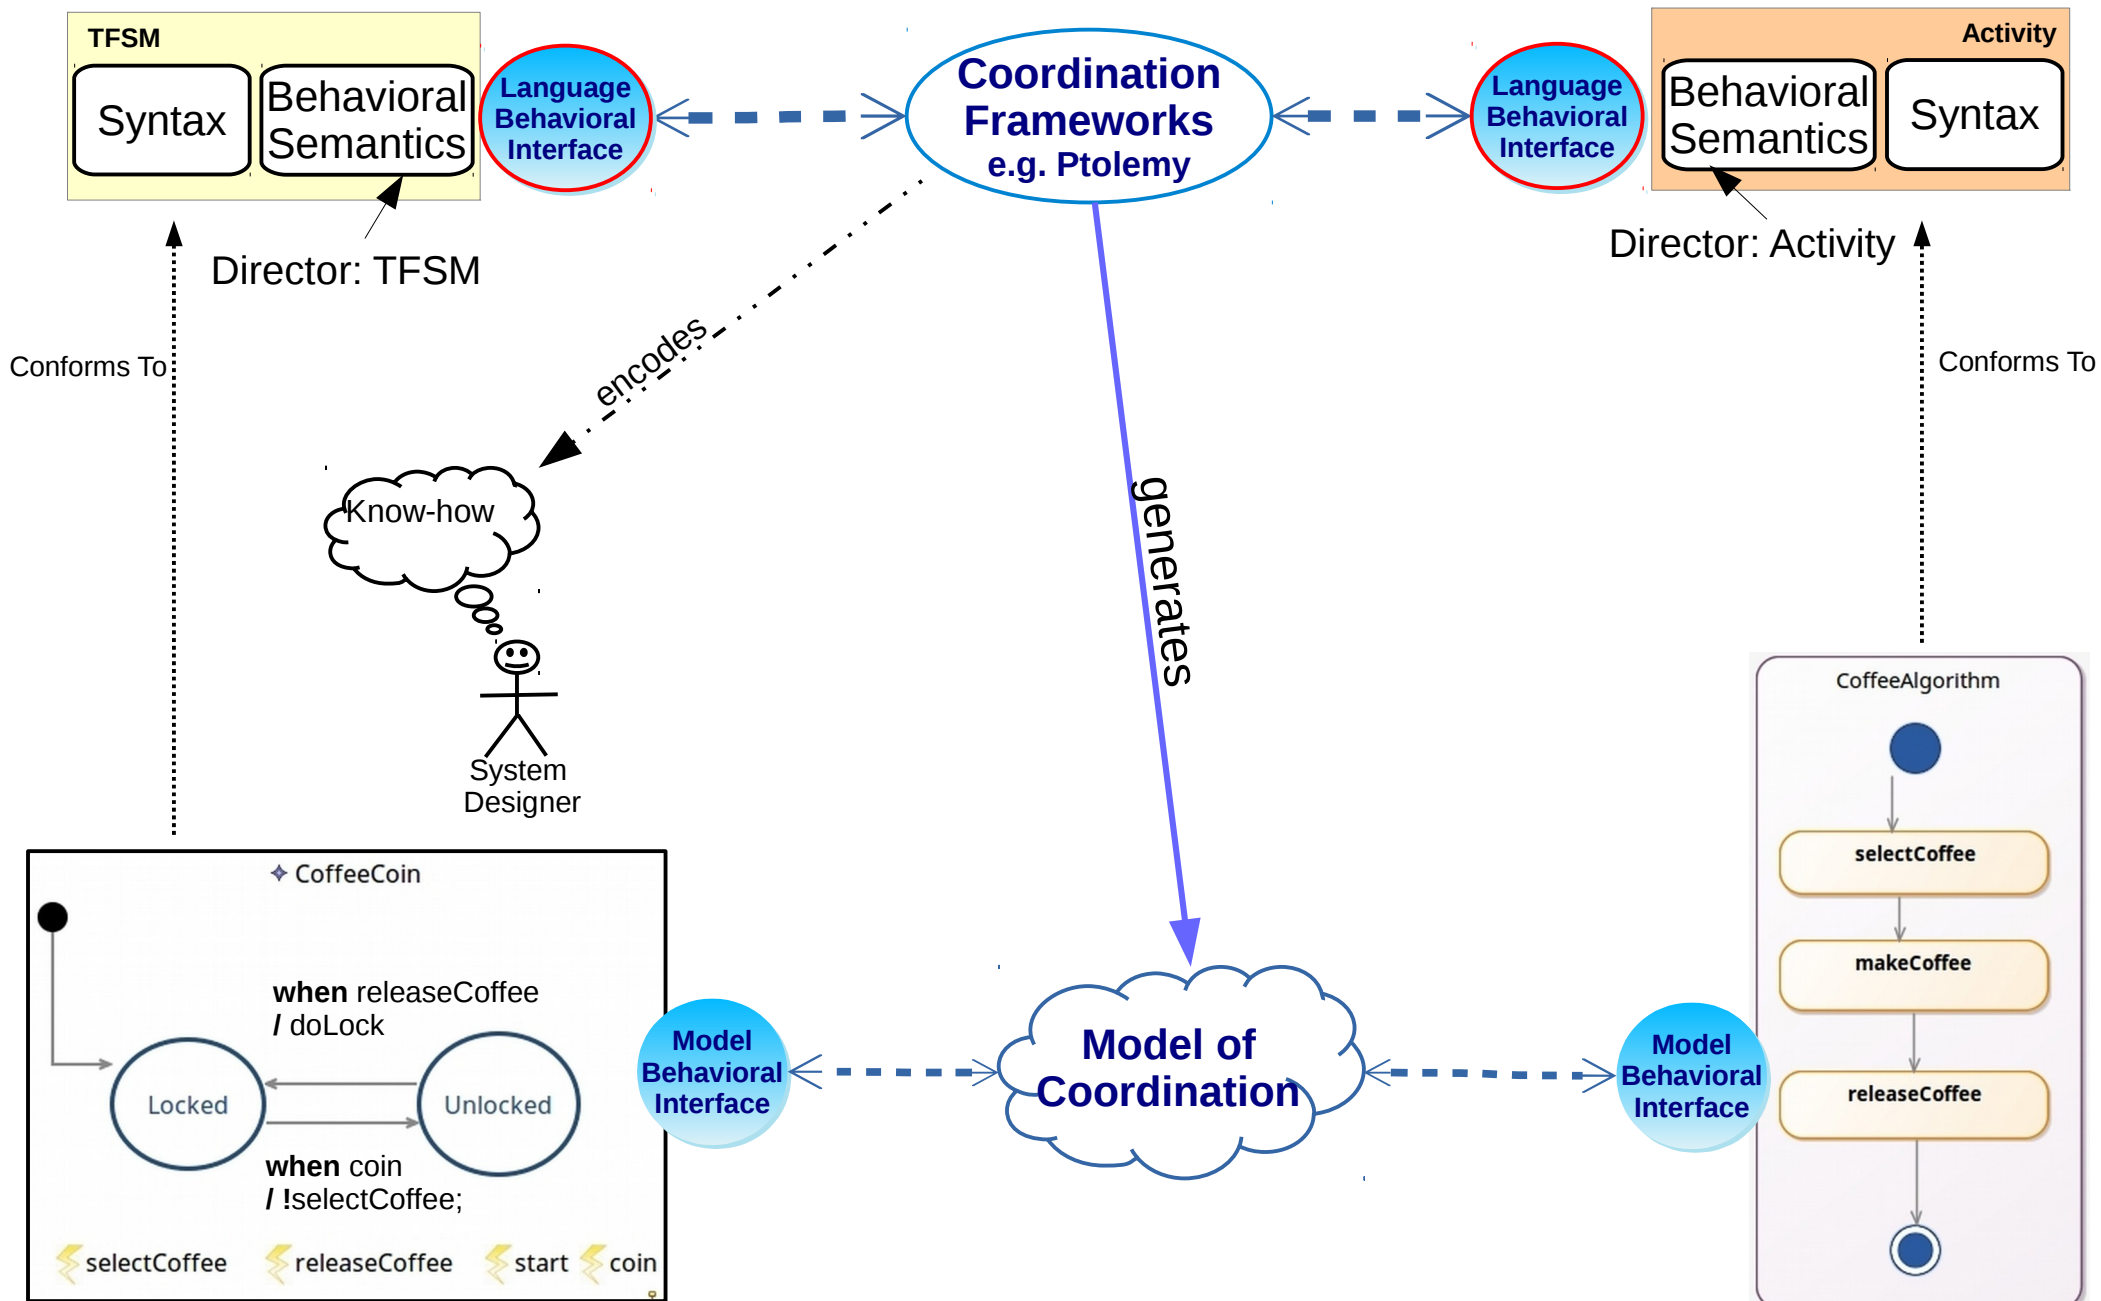 TFSM
Syntax
Behavioral
Semantics
Language
Behavioral
Interface
Coordination
Frameworks
e.g. Ptolemy
Language
Behavioral
Interface
Activity
Behavioral
Semantics
Syntax
Director: TFSM
Director: Activity
Conforms To
encodes
Conforms To
Know-how
generates
System
Designer
CoffeeCoin
when releaseCoffee
/ doLock
Locked
Unlocked
when coin
/ !selectCoffee;
selectCoffee
releaseCoffee
start
coin
Model
Behavioral
Interface
Model of
Coordination
Model
Behavioral
Interface
CoffeeAlgorithm
selectCoffee
makeCoffee
releaseCoffee